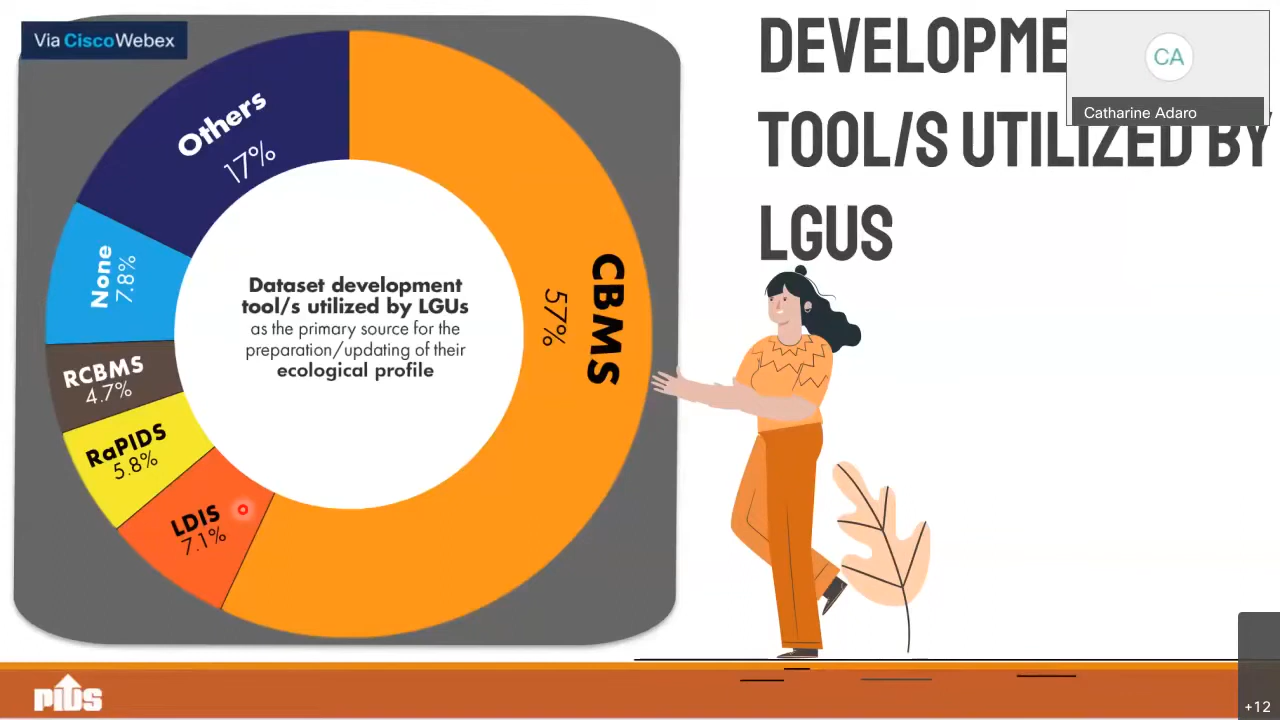 Via CiscoWebex
DEVELOPME
TOOL/S UTILIZED BY
LGUS
CA
Catharine Adaro
Others
17%
None
7.8%
RCBMS
4.7%
RaPIDS
5.8%
LDIS
7.1%
CBMS
57%
Dataset development
tool/s utilized by LGUs
as the primary source for the
preparation/updating of their
ecological profile
PIDS
+12